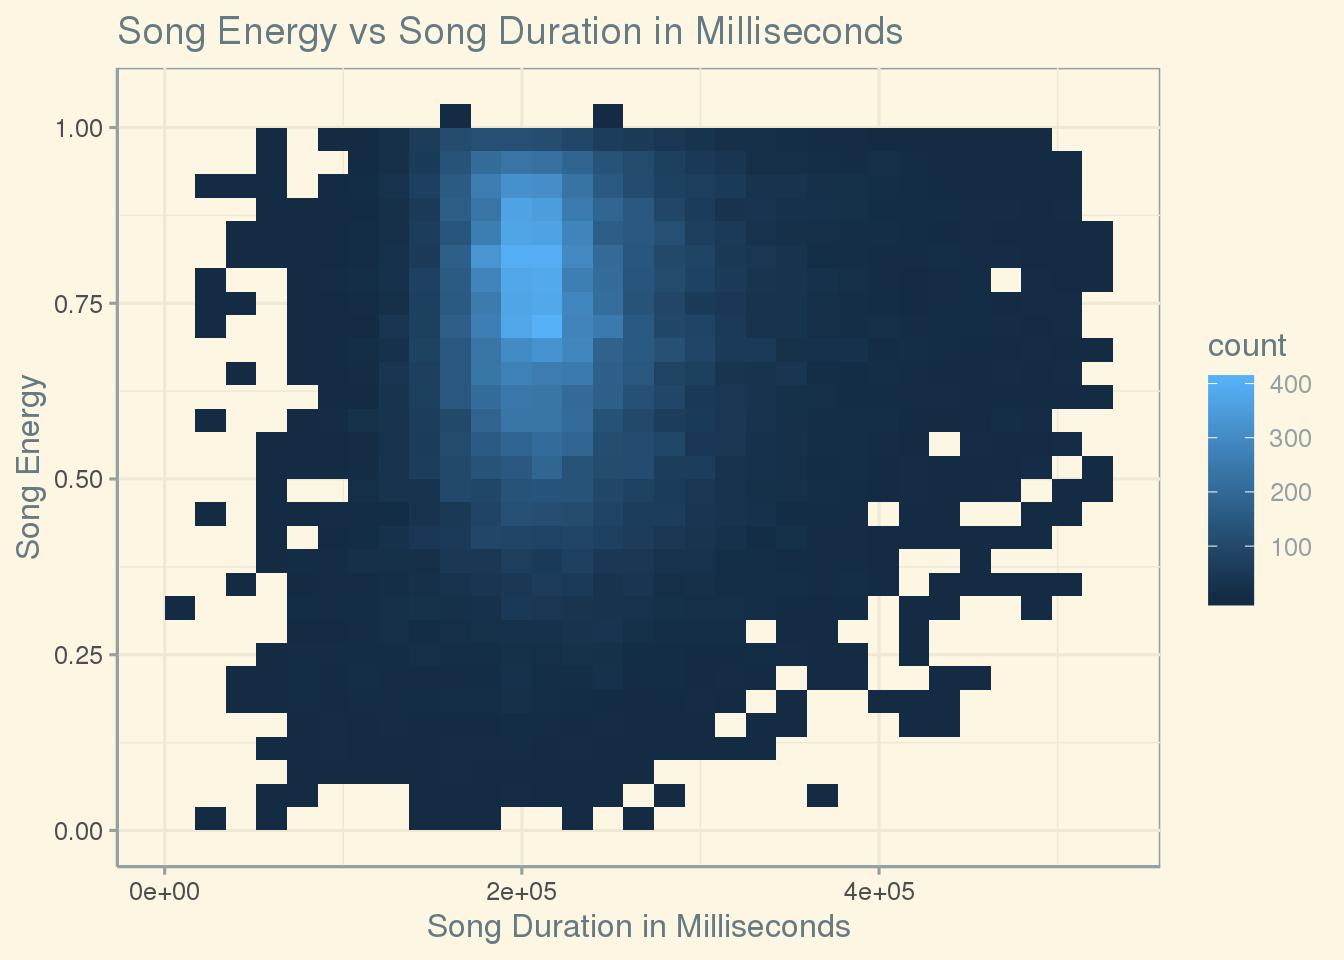 Song Energy vs Song Duration in Milliseconds
1.00
0.75
0.50
0.25
0.00
Song Energy
0e+00
2e+05
4e+05
Song Duration in Milliseconds
count
400
300
200
100